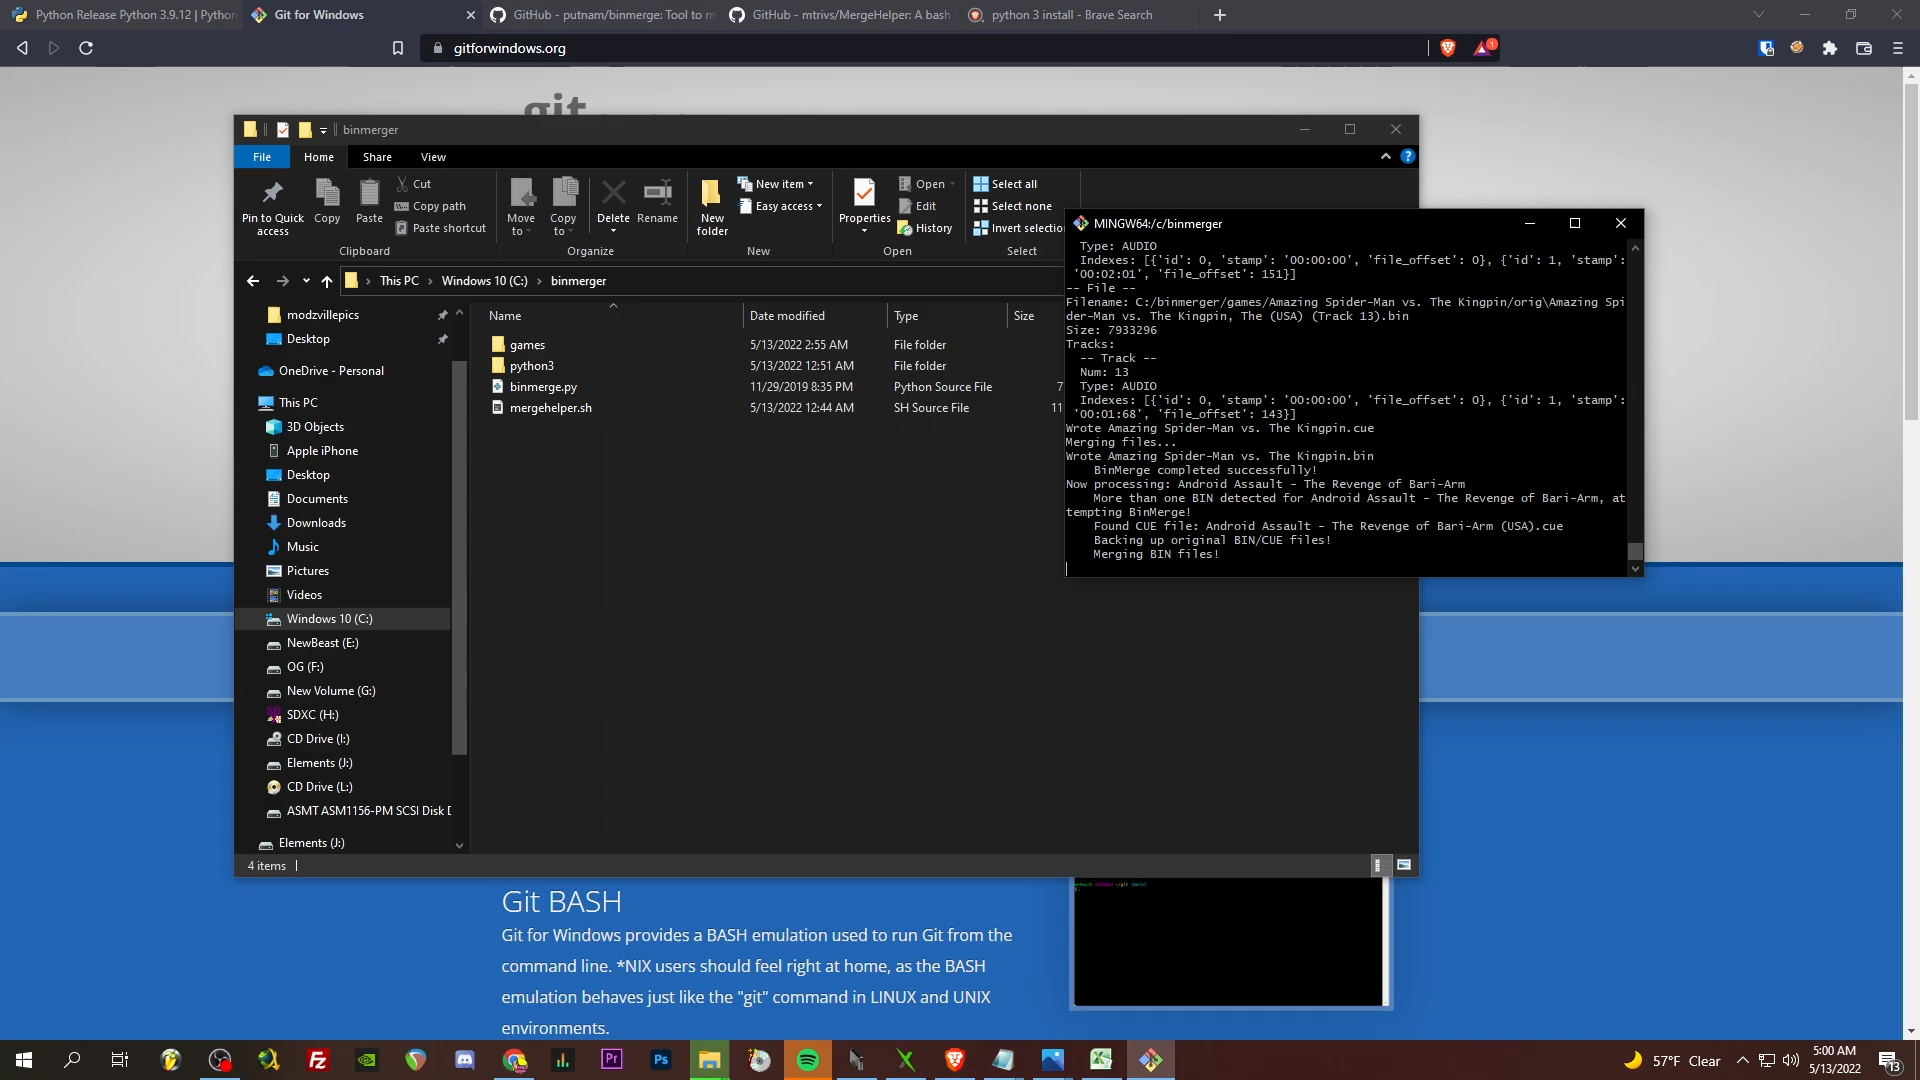 Python Release Python 3.9.12 | Python
Git for Windows
GitHub - putnam/binmerge: Tool to m
GitHub - mtrivs/MergeHelper: A bash
python 3 install - Brave Search
gitforwindows.org
1
git
binmerger
File
Home
Share
View
Pin to Quick access
Copy
Paste
Cut
Copy path
Paste shortcut
Move to
Copy to
Delete
Rename
New folder
New item
Easy access
Properties
Open
Edit
History
Select all
Select none
Invert selectio
Clipboard
Organize
New
Open
Select
This PC
Windows 10 (C:)
binmerger
modzvillepics
Desktop
OneDrive - Personal
This PC
3D Objects
Apple iPhone
Desktop
Documents
Downloads
Music
Pictures
Videos
Windows 10 (C:)
NewBeast (E:)
OG (F:)
New Volume (G:)
SDXC (H:)
CD Drive (I:)
Elements (J:)
CD Drive (L:)
ASMT ASM1156-PM SCSI Disk D
Elements (J:)
Name Date modified Type Size
games 5/13/2022 2:55 AM File folder
python3 5/13/2022 12:51 AM File folder
binmerge.py 11/29/2019 8:35 PM Python Source File 7
mergehelper.sh 5/13/2022 12:44 AM SH Source File 11
4 items
MINGW64:/c/binmerger
Type: AUDIO
Indexes: [{'id': 0, 'stamp': '00:00:00', 'file_offset': 0}, {'id': 1, 'stamp':
'00:02:01', 'file_offset': 151}]
-- File --
Filename: C:/binmerger/games/Amazing Spider-Man vs. The Kingpin/orig\Amazing Spi
der-Man vs. The Kingpin, The (USA) (Track 13).bin
Size: 7933296
Tracks:
-- Track --
Num: 13
Type: AUDIO
Indexes: [{'id': 0, 'stamp': '00:00:00', 'file_offset': 0}, {'id': 1, 'stamp':
'00:01:68', 'file_offset': 143}]
Wrote Amazing Spider-Man vs. The Kingpin.cue
Merging files...
Wrote Amazing Spider-Man vs. The Kingpin.bin
BinMerge completed successfully!
Now processing: Android Assault - The Revenge of Bari-Arm
More than one BIN detected for Android Assault - The Revenge of Bari-Arm, at
tempting BinMerge!
Found CUE file: Android Assault - The Revenge of Bari-Arm (USA).cue
Backing up original BIN/CUE files!
Merging BIN files!
Git BASH
Git for Windows provides a BASH emulation used to run Git from the
command line. *NIX users should feel right at home, as the BASH
emulation behaves just like the "git" command in LINUX and UNIX
environments.
57°F Clear
5:00 AM
5/13/2022
13